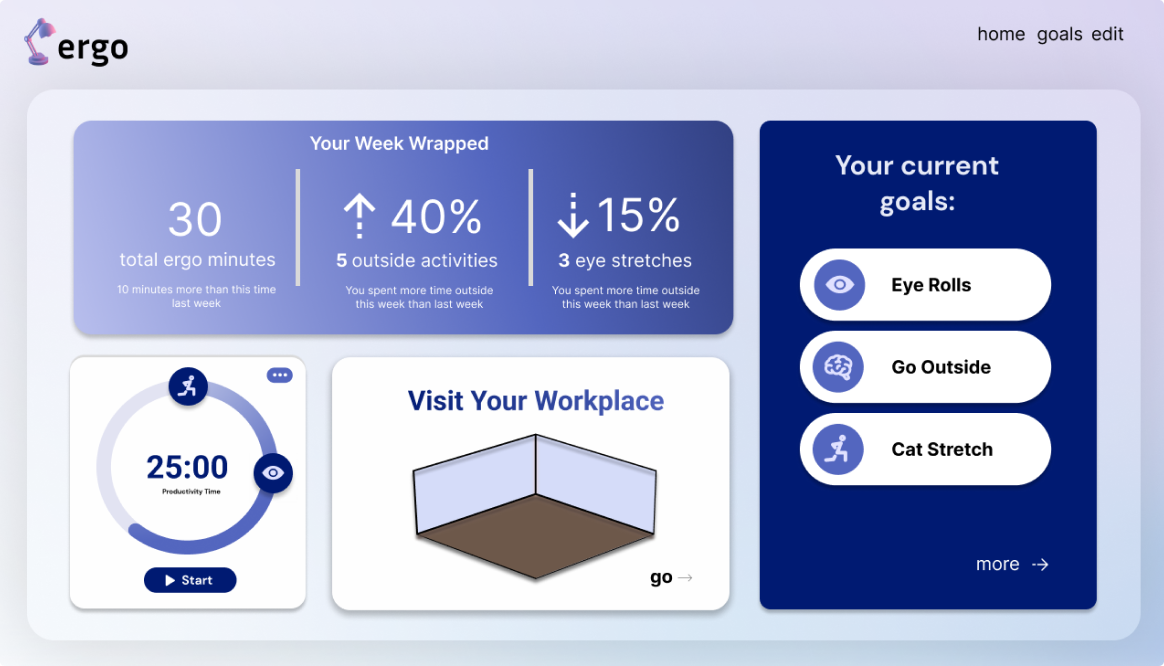 ergo
home goals edit
Your Week Wrapped
30
total ergo minutes
10 minutes more than this time
last week
40%
5 outside activities
You spent more time outside
this week than last week
15%
3 eye stretches
You spent more time outside
this week than last week
25:00
Productivity Time
Start
Visit Your Workplace
go →
Your current
goals:
Eye Rolls
Go Outside
Cat Stretch
more →